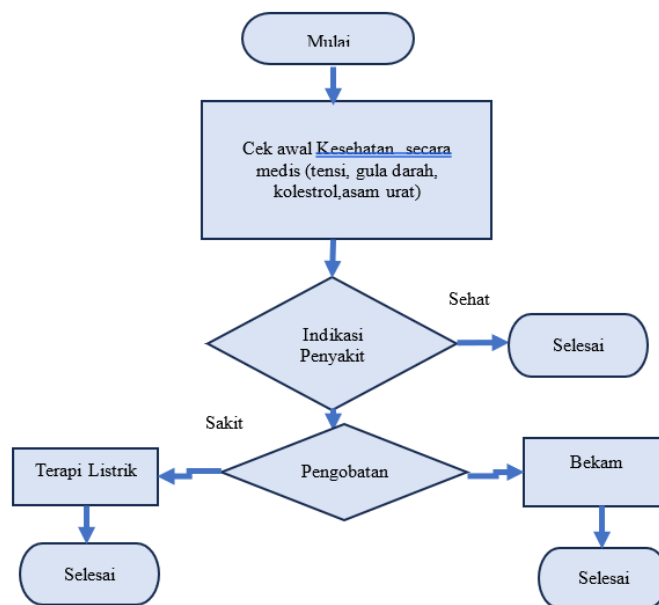 Mulai
Cek awal Kesehatan secara
medis (tensi, gula darah,
kolestrol,asam urat)
Sehat
Indikasi
Penyakit
Selesai
Sakit
Terapi Listrik
Pengobatan
Bekam
Selesai
Selesai